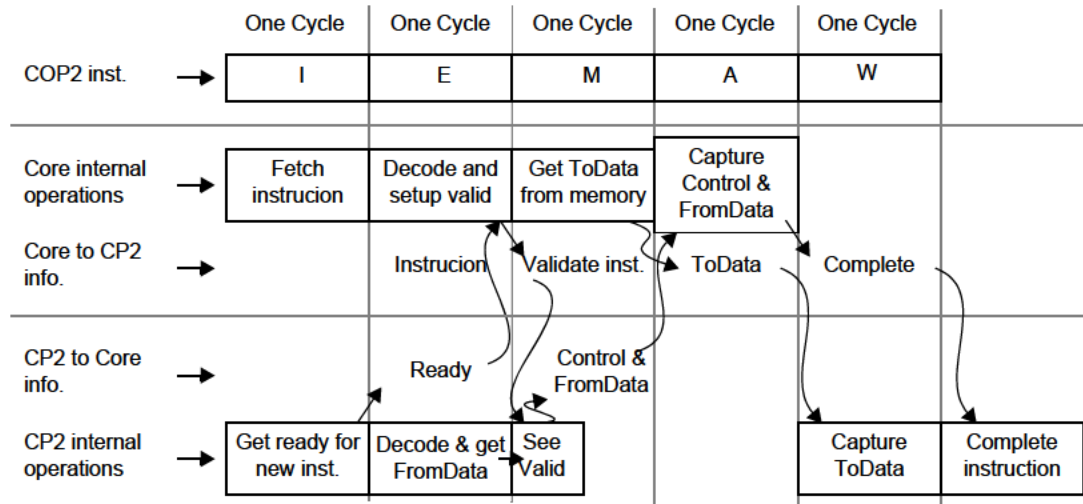 One Cycle One Cycle One Cycle One Cycle One Cycle
COP2 inst. I E M A W
Core internal
operations
Fetch
instrucion
Decode and
setup valid
Get ToData
from memory
Capture
Control &
FromData
Core to CP2
info.
Instrucion Validate inst. ToData Complete
CP2 to Core
info.
Ready
Control &
FromData
CP2 internal
operations
Get ready for
new inst.
Decode & get
FromData
See
Valid
Capture
ToData
Complete
instruction